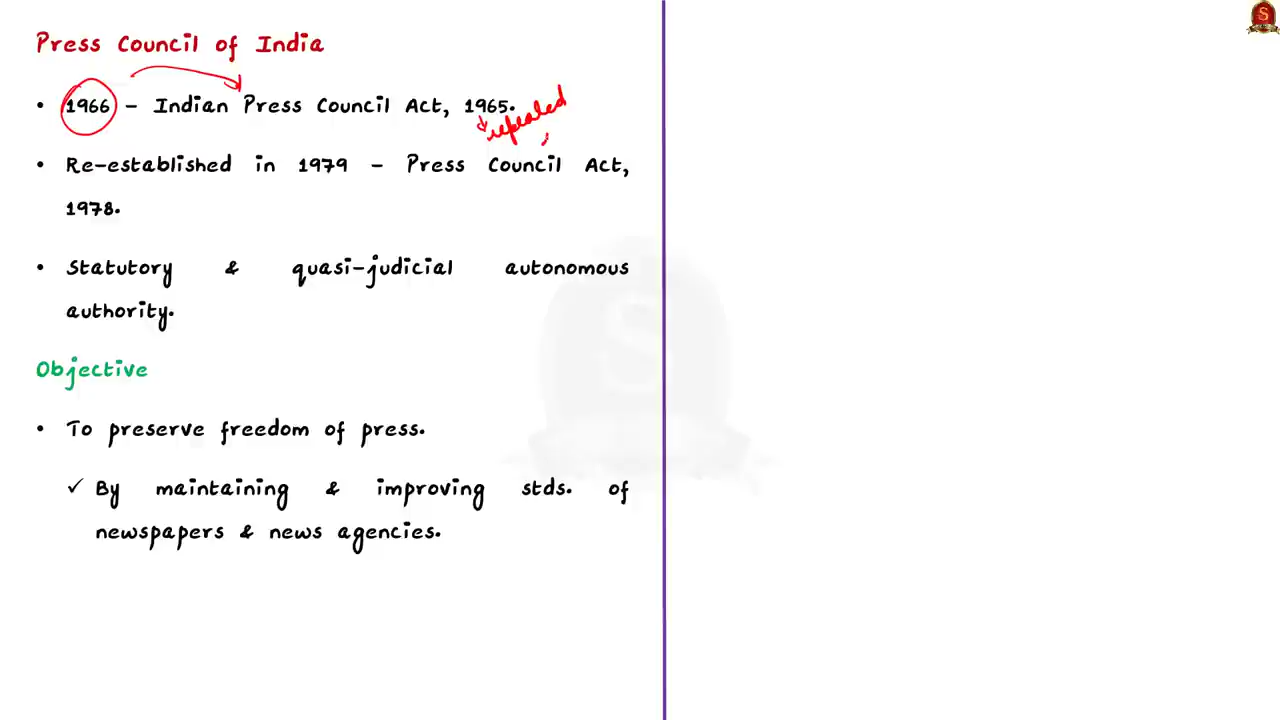 Press Council of India
• 1966 – Indian Press Council Act, 1965.
repealed
• Re-established in 1979 – Press Council Act,
1978.
• Statutory & quasi-judicial autonomous
authority.
Objective
• To preserve freedom of press.
✓ By maintaining & improving stds. of
newspapers & news agencies.
S